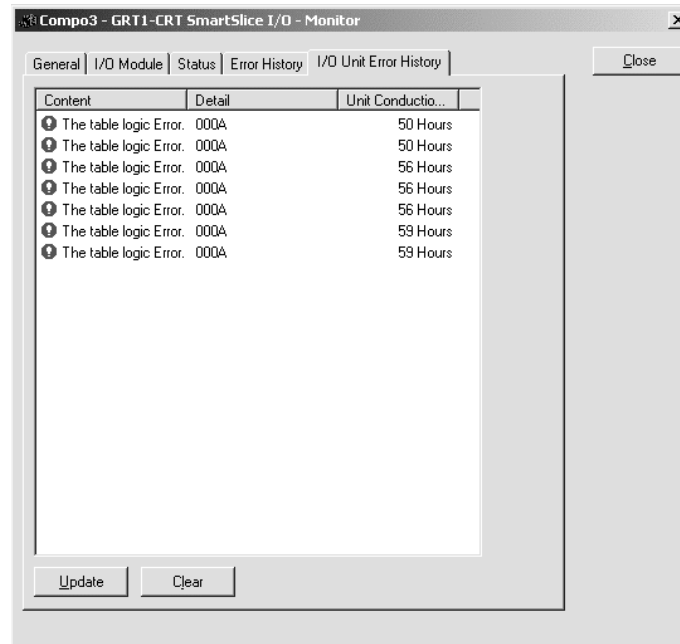 Compo3 - GRT1-CRT SmartSlice I/O - Monitor
General I/O Module Status Error History I/O Unit Error History
Close
Content Detail Unit Conductio...
The table logic Error. 000A 50 Hours
The table logic Error. 000A 50 Hours
The table logic Error. 000A 56 Hours
The table logic Error. 000A 56 Hours
The table logic Error. 000A 56 Hours
The table logic Error. 000A 59 Hours
The table logic Error. 000A 59 Hours
Update Clear